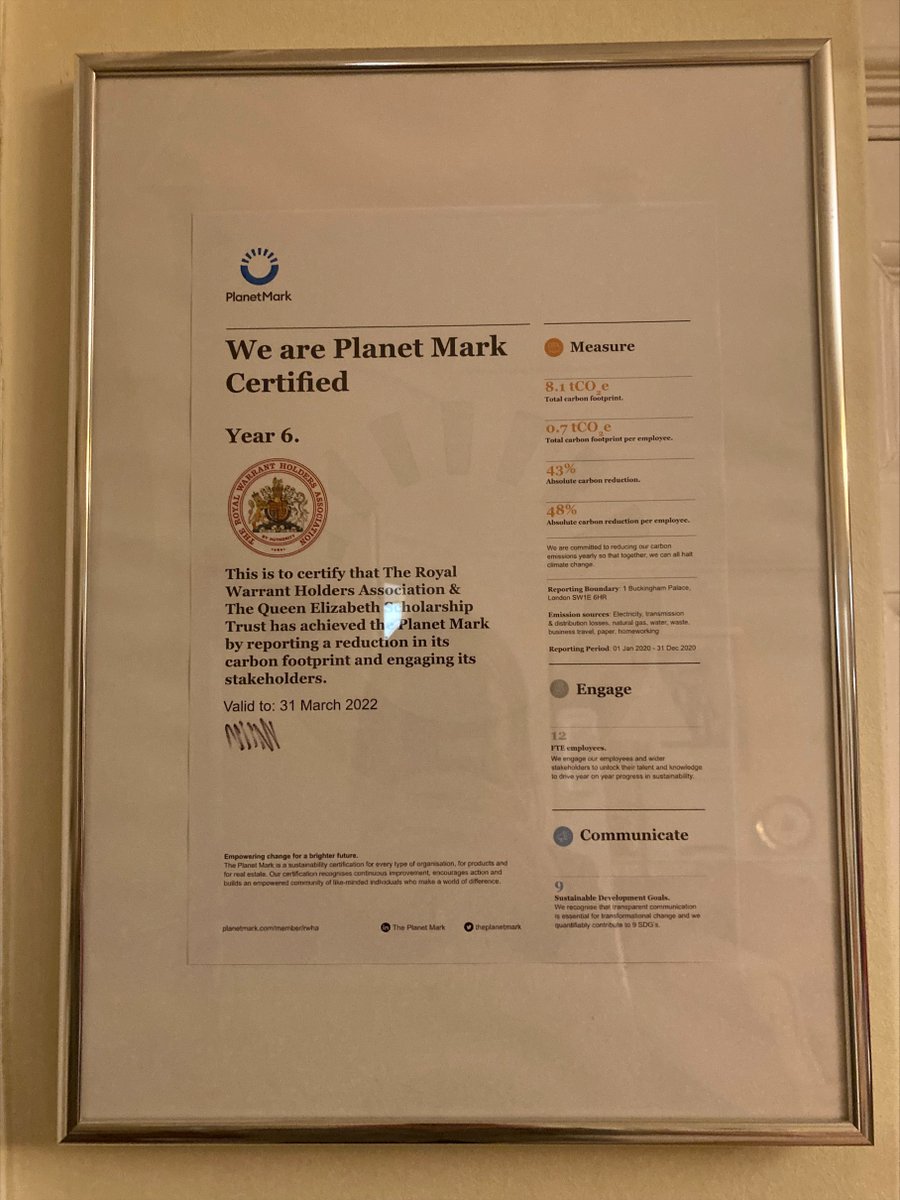 PlanetMark
We are Planet Mark
Certified
Year 6.
THE ROYAL WARRANT HOLDERS ASSOCIATION
BY AUTHORITY
This is to certify that The Royal
Warrant Holders Association &
The Queen Elizabeth Scholarship
Trust has achieved the Planet Mark
by reporting a reduction in its
carbon footprint and engaging its
stakeholders.
Valid to: 31 March 2022
Empowering change for a brighter future.
The Planet Mark is a sustainability certification for every type of organisation, for products and
for real estate. Our certification recognises continuous improvement, encourages action and
builds an empowered community of like-minded individuals who make a world of difference.
planetmark.com/member/rwha
in The Planet Mark
theplanetmark
Measure
8.1 tCO2e
Total carbon footprint.
0.7 tCO2e
Total carbon footprint per employee.
43%
Absolute carbon reduction.
48%
Absolute carbon reduction per employee.
We are committed to reducing our carbon
emissions yearly so that together, we can all halt
climate change.
Reporting Boundary: 1 Buckingham Palace,
London SW1E 6HR
Emission sources: Electricity, transmission
& distribution losses, natural gas, water, waste,
business travel, paper, homeworking
Reporting Period: 01 Jan 2020 - 31 Dec 2020
Engage
12
FTE employees.
We engage our employees and wider
stakeholders to unlock their talent and knowledge
to drive year on year progress in sustainability.
Communicate
9
Sustainable Development Goals.
We recognise that transparent communication
is essential for transformational change and we
quantifiably contribute to 9 SDG's.